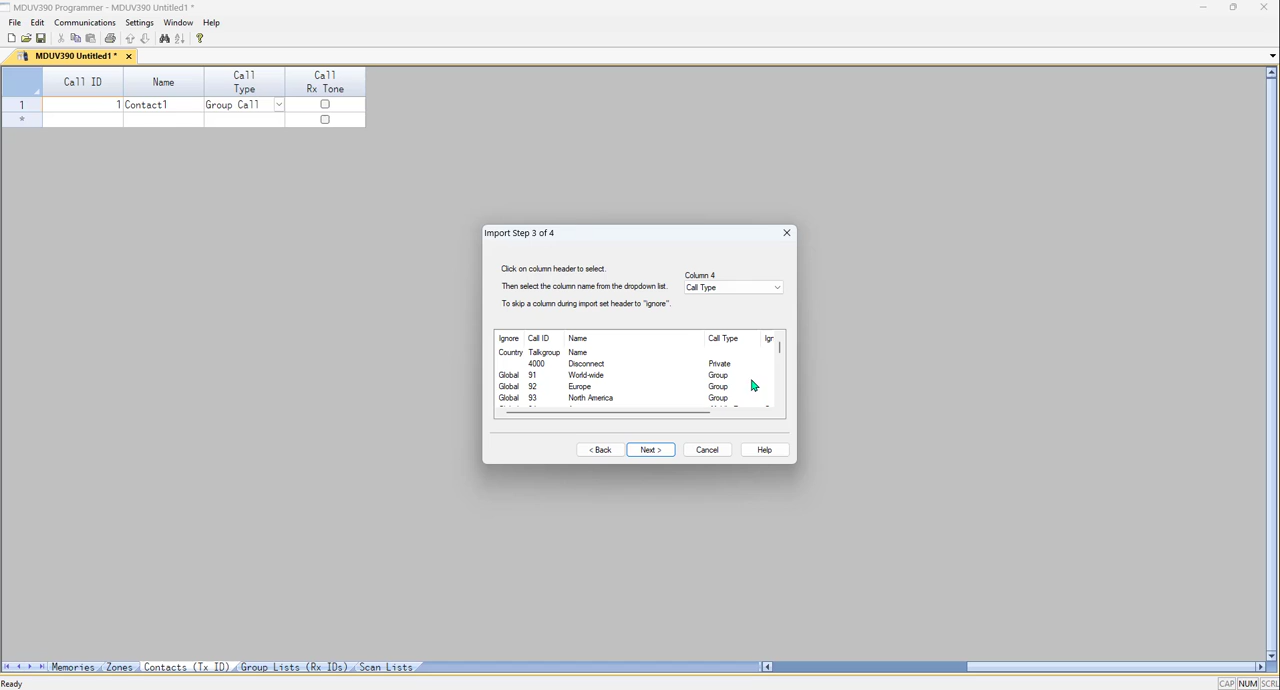 MDUV390 Programmer - MDUV390 Untitled1 *
File Edit Communications Settings Window Help
MDUV390 Untitled1 *
Call ID Name Call Type Call Rx Tone
1 1 Contact1 Group Call
*
Import Step 3 of 4
Click on column header to select.
Then select the column name from the dropdown list.
To skip a column during import set header to "ignore".
Column 4
Call Type
Ignore Call ID Name Call Type Igr
Country Talkgroup Name
4000 Disconnect Private
Global 91 World-wide Group
Global 92 Europe Group
Global 93 North America Group
< Back Next > Cancel Help
Memories Zones Contacts (Tx ID) Group Lists (Rx IDs) Scan Lists
Ready CAP NUM SCRL